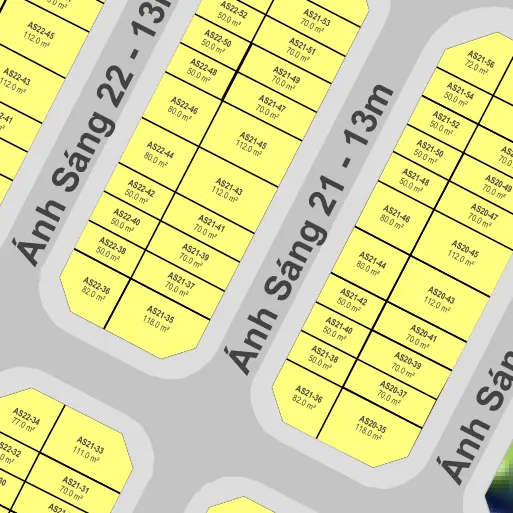 AS22-45
112.0 m²
AS22-43
112.0 m²
Ánh Sáng 22 - 13m
AS22-52
50.0 m²
AS22-50
50.0 m²
AS22-48
50.0 m²
AS22-46
80.0 m²
AS22-44
80.0 m²
AS22-42
50.0 m²
AS22-40
50.0 m²
AS22-38
50.0 m²
AS22-36
82.0 m²
AS21-53
70.0 m²
AS21-51
70.0 m²
AS21-49
70.0 m²
AS21-47
70.0 m²
AS21-45
112.0 m²
AS21-43
112.0 m²
AS21-41
70.0 m²
AS21-39
70.0 m²
AS21-37
70.0 m²
AS21-35
118.0 m²
Ánh Sáng 21 - 13m
AS21-56
72.0 m²
AS21-54
50.0 m²
AS21-52
50.0 m²
AS21-50
50.0 m²
AS21-48
50.0 m²
AS21-46
80.0 m²
AS21-44
80.0 m²
AS21-42
50.0 m²
AS21-40
50.0 m²
AS21-38
50.0 m²
AS21-36
82.0 m²
AS20-49
AS20-47
70.0 m²
AS20-45
112.0 m²
AS20-43
112.0 m²
AS20-41
70.0 m²
AS20-39
70.0 m²
AS20-37
70.0 m²
AS20-35
118.0 m²
Ánh Sán
AS22-34
77.0 m²
AS21-33
111.0 m²
AS21-31
70.0 m²